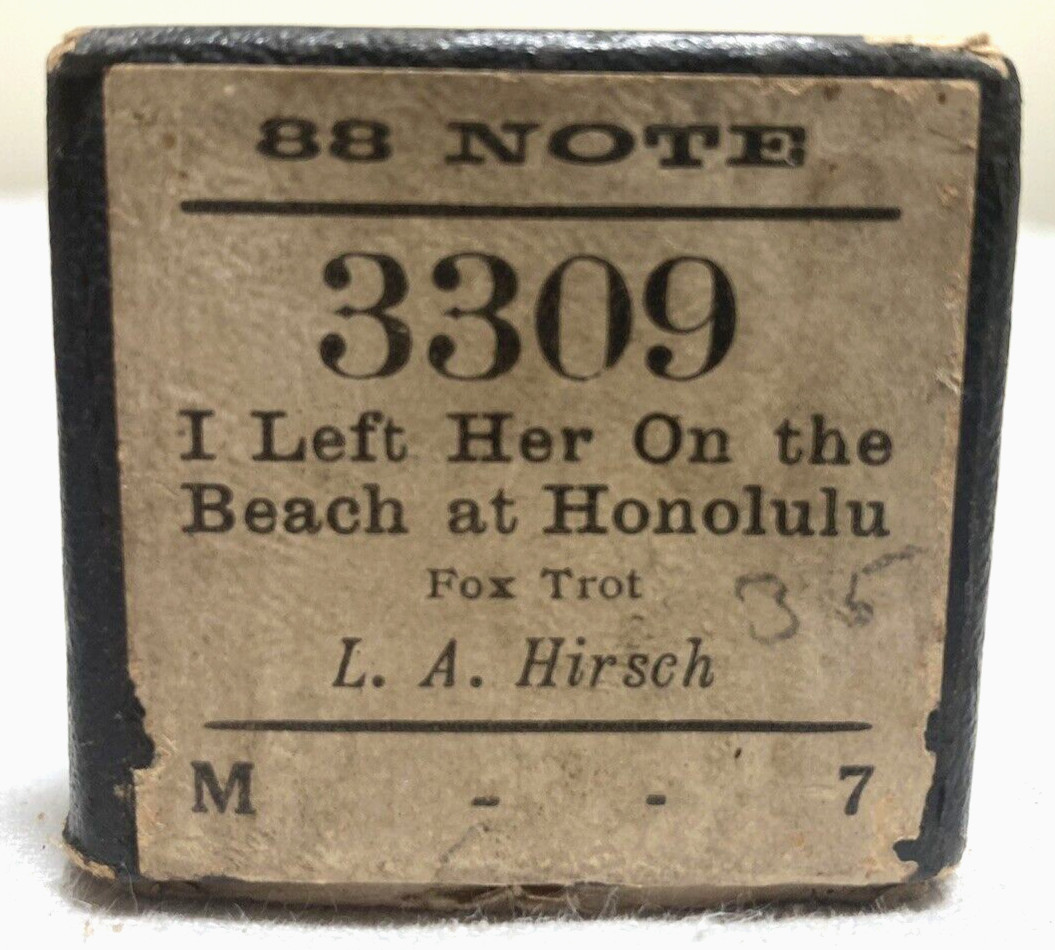 88 NOTE
3309
I Left Her On the
Beach at Honolulu
Fox Trot
35
L. A. Hirsch
M - - 7